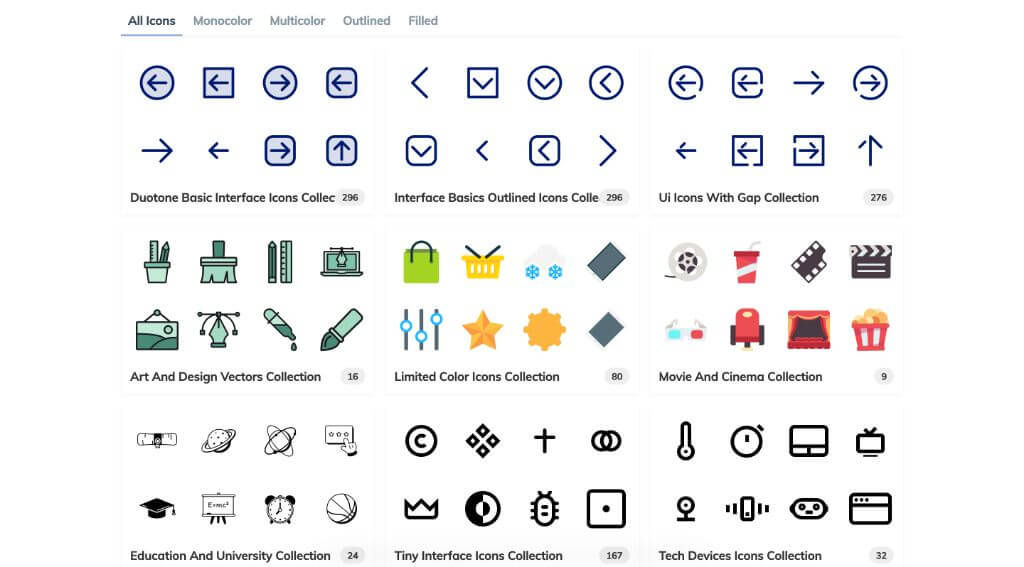 All Icons Monocolor Multicolor Outlined Filled
Duotone Basic Interface Icons Collec 296
Interface Basics Outlined Icons Colle 296
Ui Icons With Gap Collection 276
Art And Design Vectors Collection 16
Limited Color Icons Collection 80
Movie And Cinema Collection 9
E=mc²
Education And University Collection 24
Tiny Interface Icons Collection 167
Tech Devices Icons Collection 32